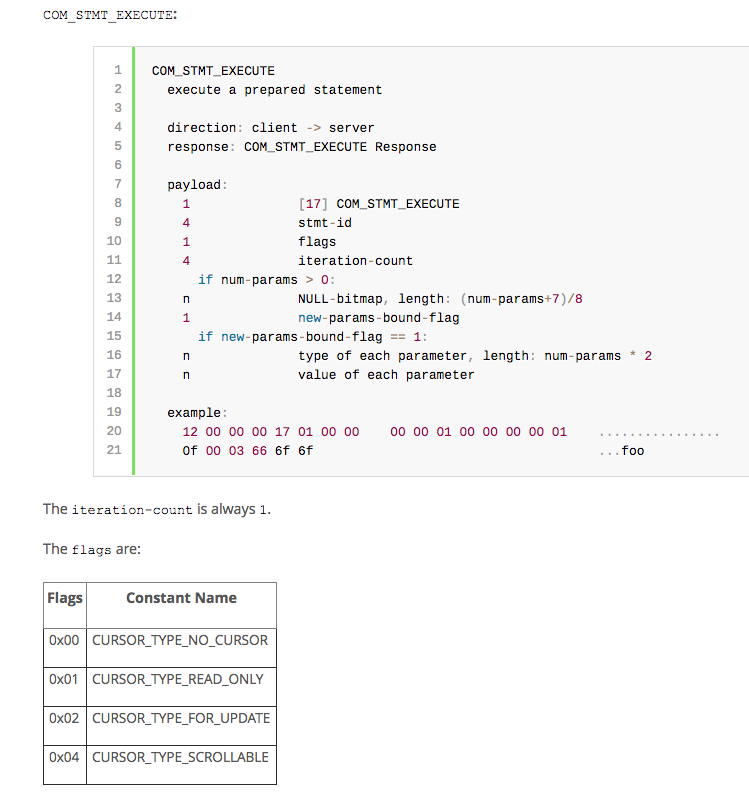 COM_STMT_EXECUTE:
1 COM_STMT_EXECUTE
2 execute a prepared statement
3
4 direction: client -> server
5 response: COM_STMT_EXECUTE Response
6
7 payload:
8 1 [17] COM_STMT_EXECUTE
9 4 stmt-id
10 1 flags
11 4 iteration-count
12 if num-params > 0:
13 n NULL-bitmap, length: (num-params+7)/8
14 1 new-params-bound-flag
15 if new-params-bound-flag == 1:
16 n type of each parameter, length: num-params * 2
17 n value of each parameter
18
19 example:
20 12 00 00 00 17 01 00 00 00 00 01 00 00 00 00 01 ................
21 0f 00 03 66 6f 6f ...foo
The iteration-count is always 1.
The flags are:
Flags Constant Name
0x00 CURSOR_TYPE_NO_CURSOR
0x01 CURSOR_TYPE_READ_ONLY
0x02 CURSOR_TYPE_FOR_UPDATE
0x04 CURSOR_TYPE_SCROLLABLE